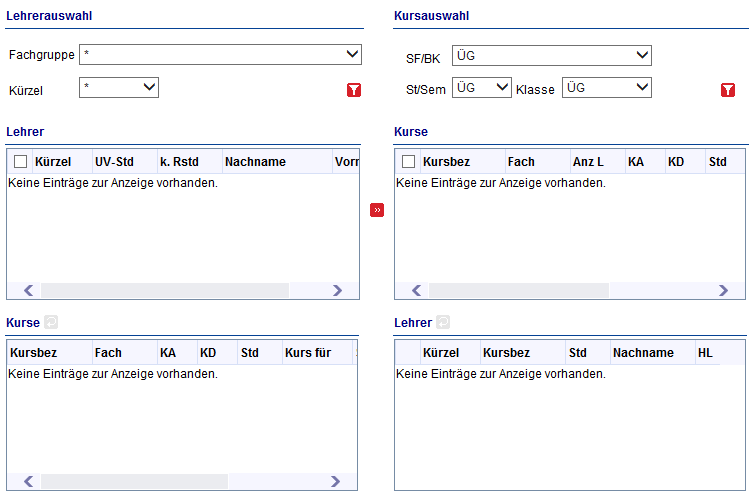 Lehrerauswahl
Fachgruppe *
Kürzel *
Kursauswahl
SF/BK ÜG
St/Sem ÜG Klasse ÜG
Lehrer
Kürzel UV-Std k. Rstd Nachname
Keine Einträge zur Anzeige vorhanden.
Kurse
Kursbez Fach Anz L KA KD Std
Keine Einträge zur Anzeige vorhanden.
Kurse
Kursbez Fach KA KD Std Kurs für
Keine Einträge zur Anzeige vorhanden.
Lehrer
Kürzel Kursbez Std Nachname HL
Keine Einträge zur Anzeige vorhanden.